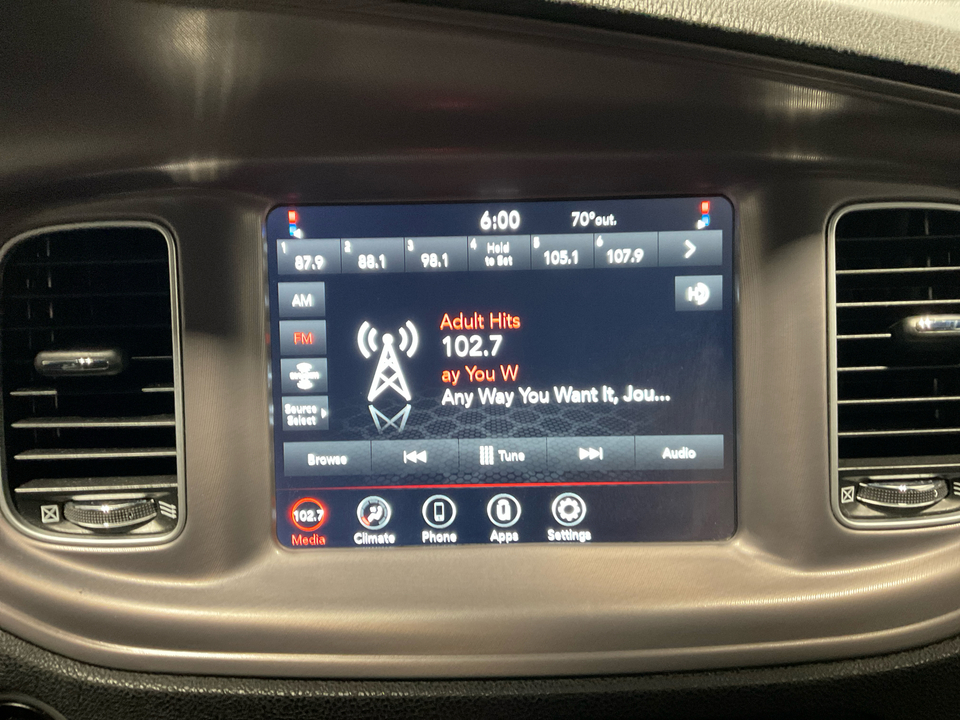 6:00 70°out.
1 87.9 2 88.1 3 98.1 4 Hold to Set 5 105.1 6 107.9
AM
HD
Adult Hits
FM
102.7
ay You W
Any Way You Want It, Jou...
Source
Select
Browse Tune Audio
102.7
Media Climate Phone Apps Settings